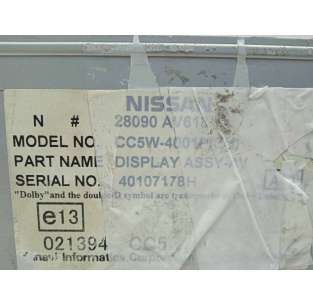 NISSAN
N # 28090 AV61
MODEL NO. CC5W-4001
PART NAME DISPLAY ASSY-AV
SERIAL NO. 40107178H
"Dolby"and the double-D symbol are
e13
021394 CC5
Informatics